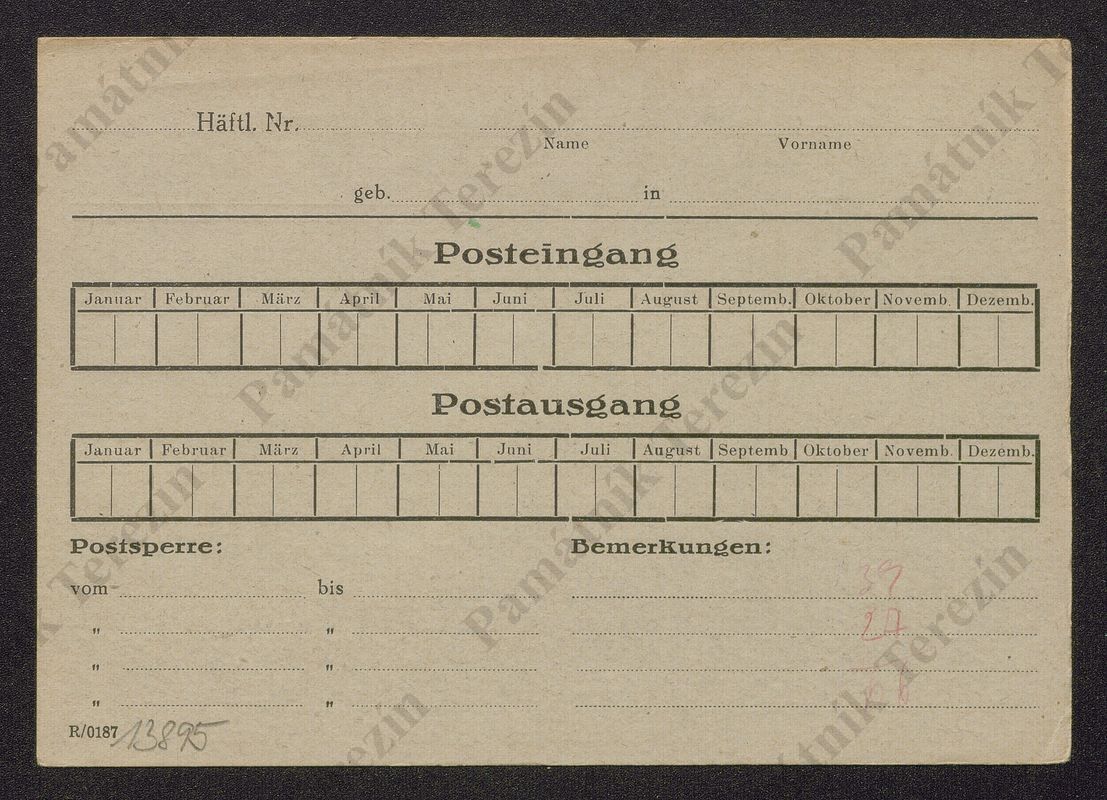 Häftl. Nr.
Name Vorname
geb. in
Posteingang
Januar Februar März April Mai Juni Juli August Septemb. Oktober Novemb. Dezemb.
Postausgang
Januar Februar März April Mai Juni Juli August Septemb Oktober Novemb. Dezemb.
Postsperre: Bemerkungen:
vom bis
39
" "
27
" "
" "
R/0187 13895
Památník Terezín